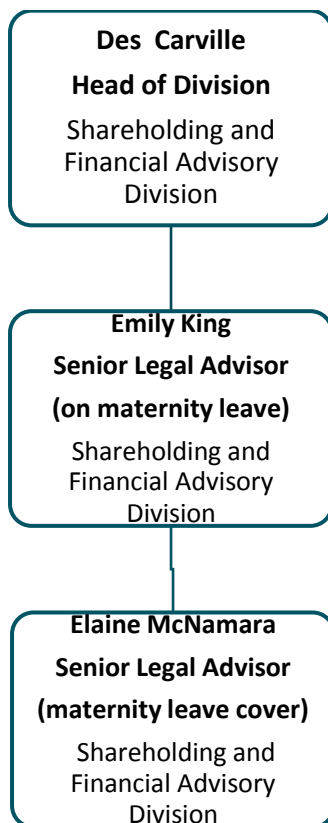 Des Carville
Head of Division
Shareholding and
Financial Advisory
Division
Emily King
Senior Legal Advisor
(on maternity leave)
Shareholding and
Financial Advisory
Division
Elaine McNamara
Senior Legal Advisor
(maternity leave cover)
Shareholding and
Financial Advisory
Division